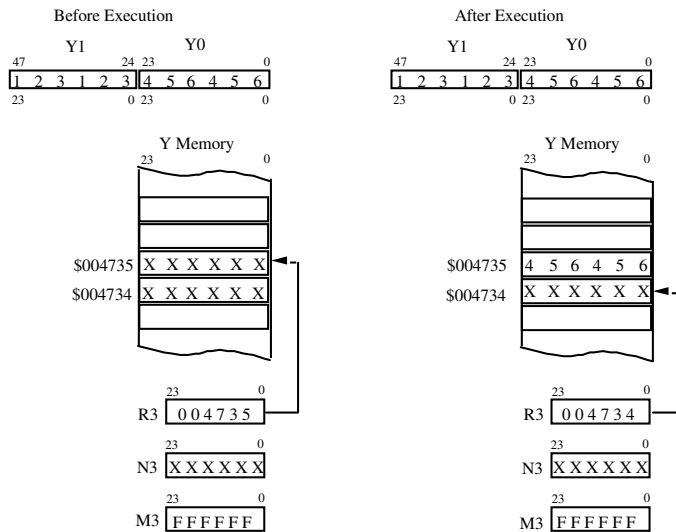 Before Execution
Y1 Y0
47 24 23 0
1 2 3 1 2 3 4 5 6 4 5 6
23 0 23 0
Y Memory
23 0
$004735 X X X X X X
$004734 X X X X X X
23 0
R3 0 0 4 7 3 5
23 0
N3 X X X X X X
23 0
M3 F F F F F F
After Execution
Y1 Y0
47 24 23 0
1 2 3 1 2 3 4 5 6 4 5 6
23 0 23 0
Y Memory
23 0
$004735 4 5 6 4 5 6
$004734 X X X X X X
23 0
R3 0 0 4 7 3 4
23 0
N3 X X X X X X
23 0
M3 F F F F F F